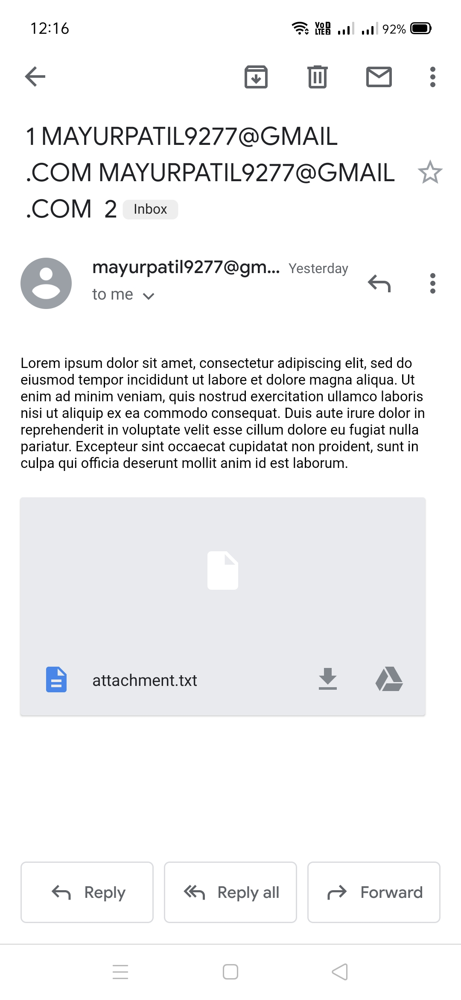 12:16
Vo 1
LTE 2
92%
1 MAYURPATIL9277@GMAIL
.COM MAYURPATIL9277@GMAIL
.COM 2 Inbox
mayurpatil9277@gm... Yesterday
to me
Lorem ipsum dolor sit amet, consectetur adipiscing elit, sed do
eiusmod tempor incididunt ut labore et dolore magna aliqua. Ut
enim ad minim veniam, quis nostrud exercitation ullamco laboris
nisi ut aliquip ex ea commodo consequat. Duis aute irure dolor in
reprehenderit in voluptate velit esse cillum dolore eu fugiat nulla
pariatur. Excepteur sint occaecat cupidatat non proident, sunt in
culpa qui officia deserunt mollit anim id est laborum.
attachment.txt
Reply Reply all Forward